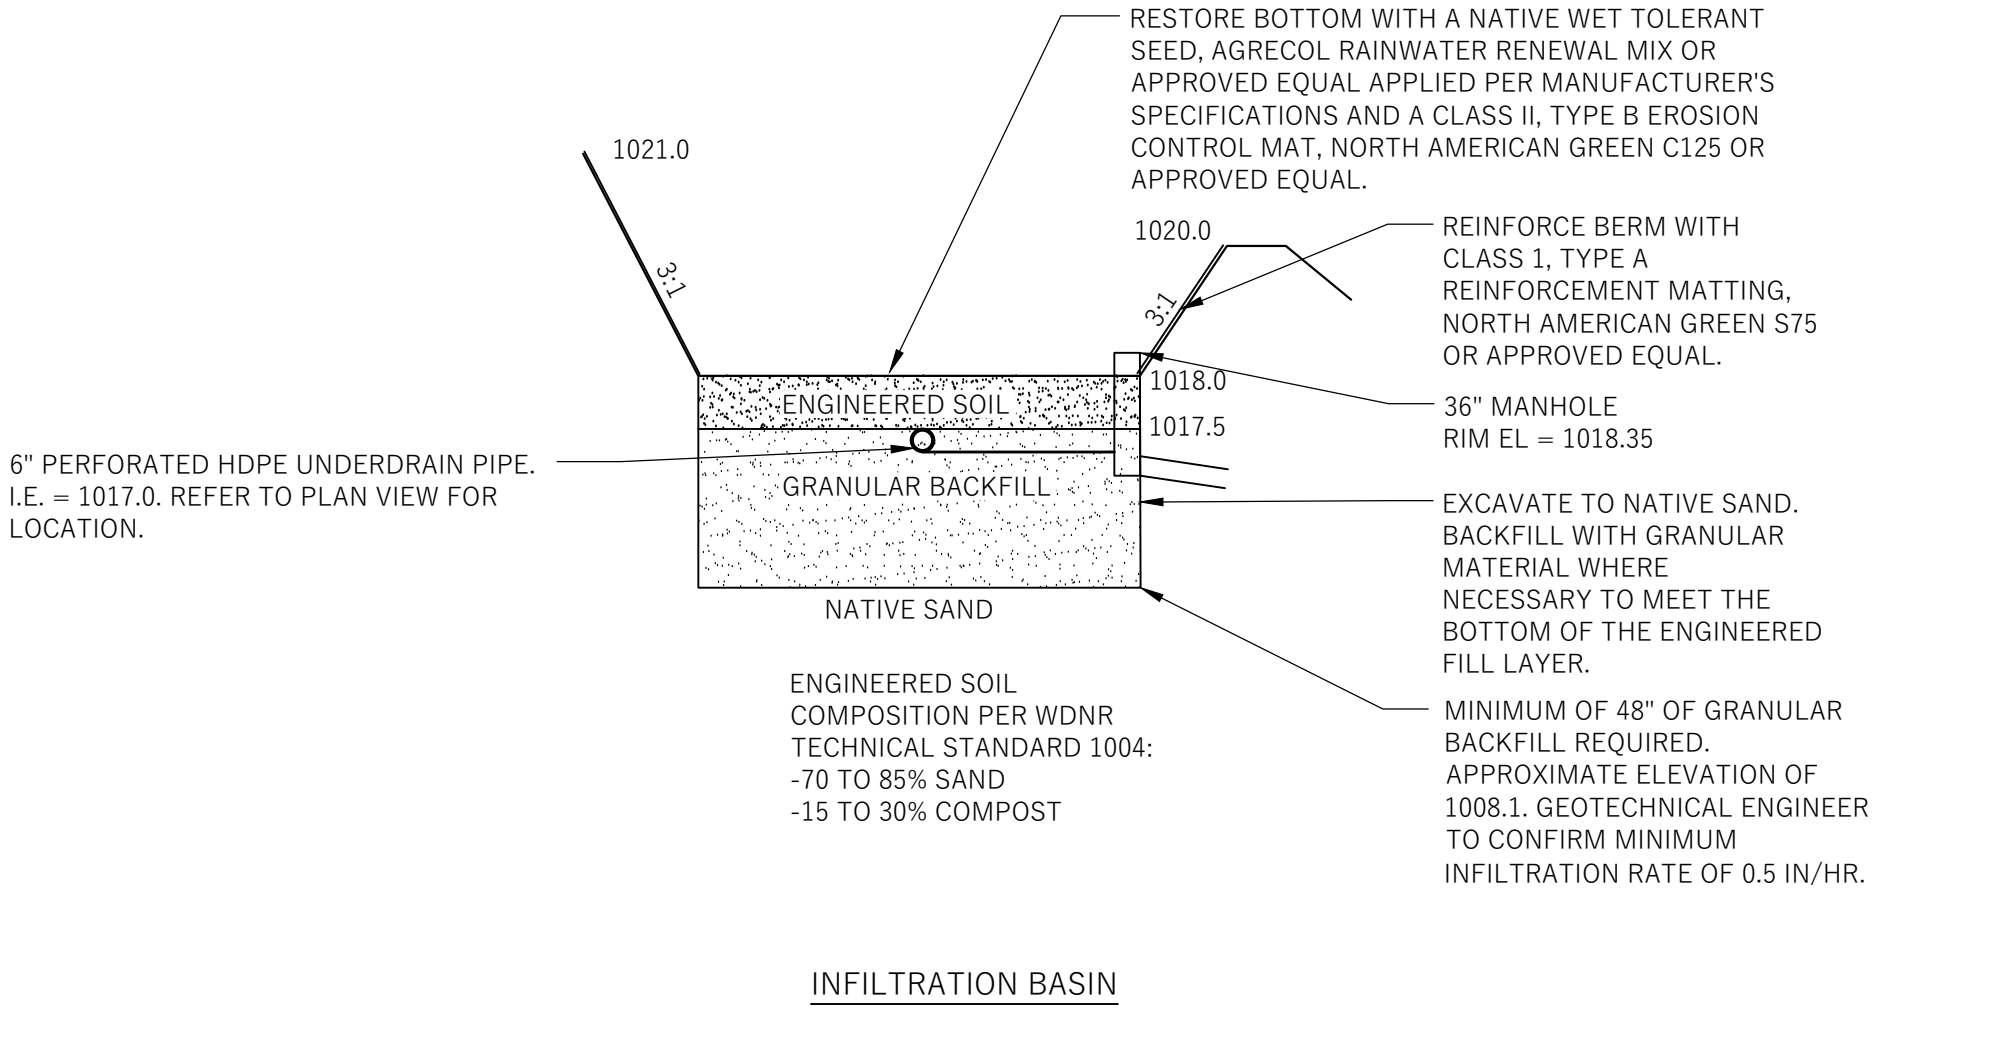 RESTORE BOTTOM WITH A NATIVE WET TOLERANT
SEED, AGRECOL RAINWATER RENEWAL MIX OR
APPROVED EQUAL APPLIED PER MANUFACTURER'S
SPECIFICATIONS AND A CLASS II, TYPE B EROSION
CONTROL MAT, NORTH AMERICAN GREEN C125 OR
APPROVED EQUAL.
1021.0
3:1
1020.0
3:1
REINFORCE BERM WITH
CLASS 1, TYPE A
REINFORCEMENT MATTING,
NORTH AMERICAN GREEN S75
OR APPROVED EQUAL.
1018.0
ENGINEERED SOIL
1017.5
36" MANHOLE
RIM EL = 1018.35
6" PERFORATED HDPE UNDERDRAIN PIPE.
I.E. = 1017.0. REFER TO PLAN VIEW FOR
LOCATION.
GRANULAR BACKFILL
EXCAVATE TO NATIVE SAND.
BACKFILL WITH GRANULAR
MATERIAL WHERE
NECESSARY TO MEET THE
BOTTOM OF THE ENGINEERED
FILL LAYER.
NATIVE SAND
ENGINEERED SOIL
COMPOSITION PER WDNR
TECHNICAL STANDARD 1004:
-70 TO 85% SAND
-15 TO 30% COMPOST
MINIMUM OF 48" OF GRANULAR
BACKFILL REQUIRED.
APPROXIMATE ELEVATION OF
1008.1. GEOTECHNICAL ENGINEER
TO CONFIRM MINIMUM
INFILTRATION RATE OF 0.5 IN/HR.
INFILTRATION BASIN